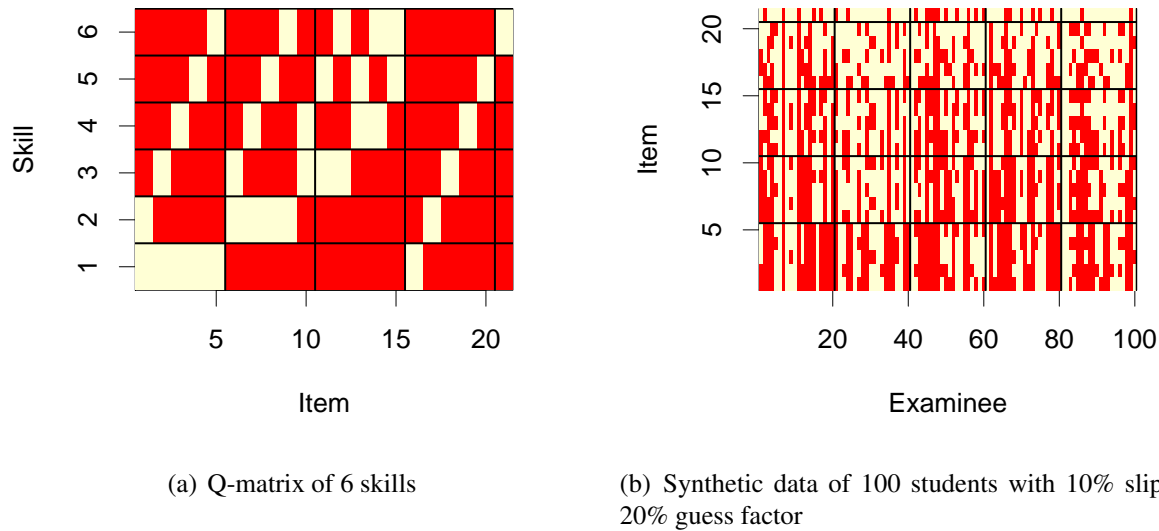 6
5
4
3
2
1
Skill
5
10
15
20
Item
(a) Q-matrix of 6 skills
20
15
10
5
Item
20
40
60
80
100
Examinee
(b) Synthetic data of 100 students with 10% slip
20% guess factor